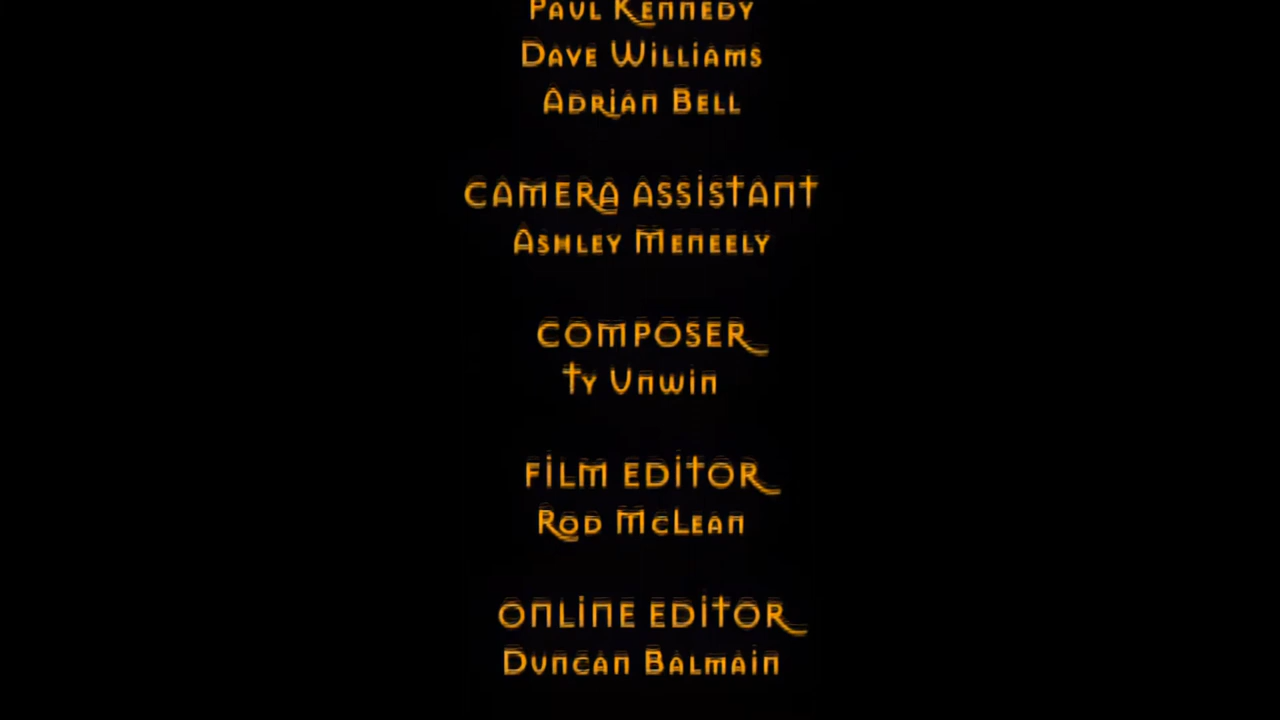 Paul Kennedy
Dave Williams
Adrian Bell
CAMERA ASSISTANT
Ashley Meneely
COMPOSER
Ty Unwin
FILM EDITOR
Rod McLean
ONLINE EDITOR
Duncan Balmain